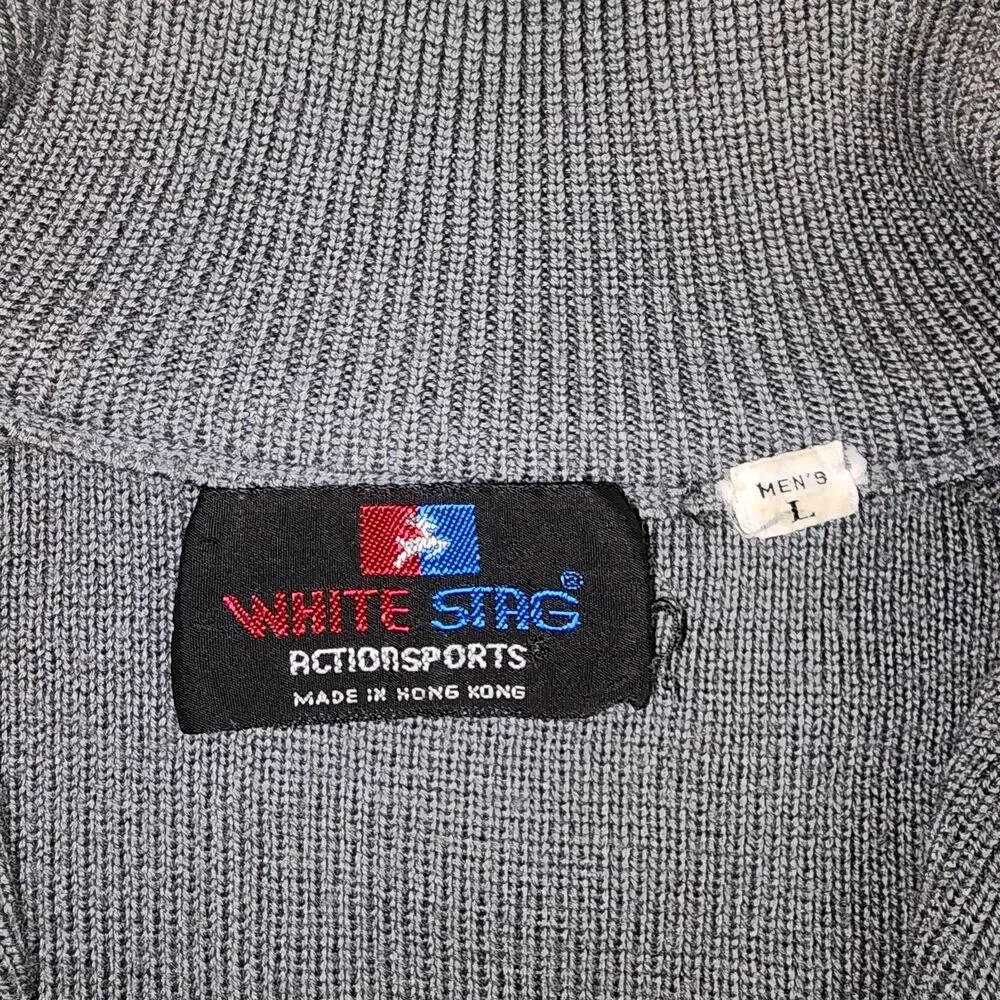 WHITE STAG®
ACTIONSPORTS
MADE IN HONG KONG
MEN'S
L